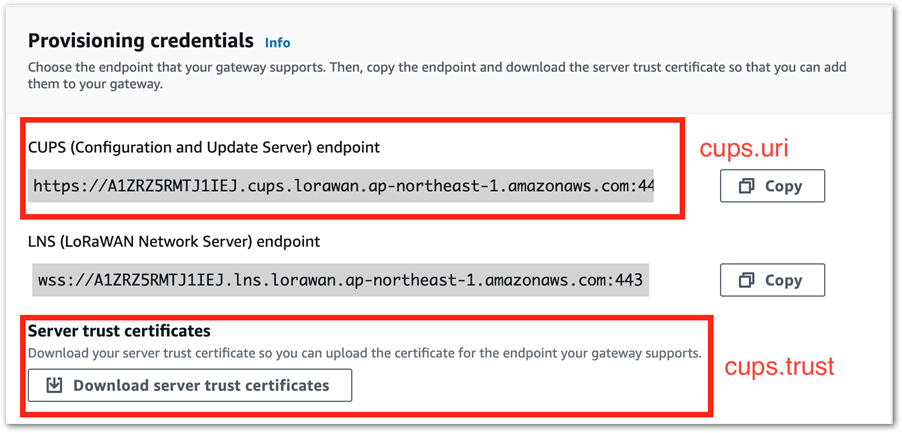 Provisioning credentials Info
Choose the endpoint that your gateway supports. Then, copy the endpoint and download the server trust certificate so that you can add
them to your gateway.
CUPS (Configuration and Update Server) endpoint
cups.uri
https://A1ZRZ5RMTJ1IEJ.cups.lorawan.ap-northeast-1.amazonaws.com:44
Copy
LNS (LoRaWAN Network Server) endpoint
wss://A1ZRZ5RMTJ1IEJ.lns.lorawan.ap-northeast-1.amazonaws.com:443
Copy
Server trust certificates
Download your server trust certificate so you can upload the certificate for the endpoint your gateway supports.
cups.trust
Download server trust certificates